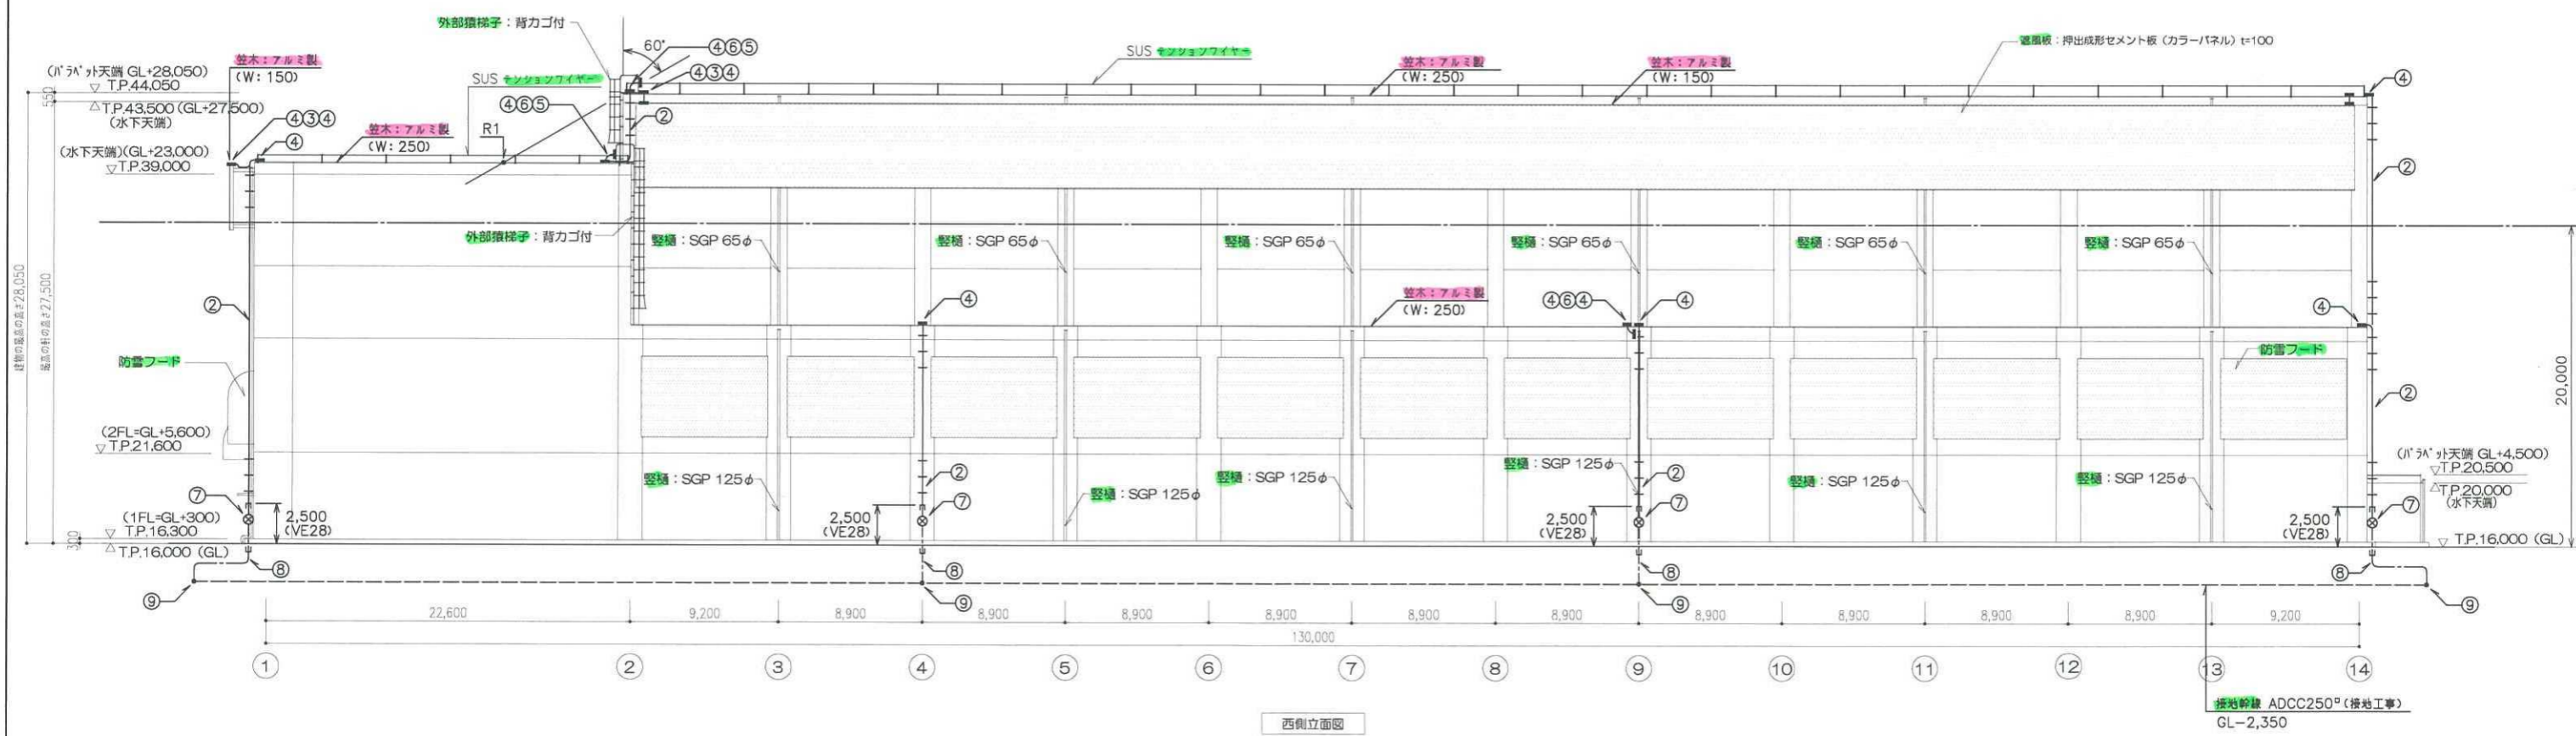 外部猿梯子：背カゴ付
60°
④⑥⑤
④③④
SUS テンションワイヤー
笠木：アルミ製
(W: 250)
笠木：アルミ製
(W: 150)
遮風板：押出成形セメント板（カラーパネル）t=100
④
笠木：アルミ製
(W: 150)
(パラペット天端 GL+28,050)
▽ T.P.44,050
550
△T.P.43,500 (GL+27,500)
(水下天端)
SUS テンションワイヤー
④⑥⑤
②
④③④
④
笠木：アルミ製
(W: 250)
R1
(水下天端)(GL+23,000)
▽T.P.39,000
②
外部猿梯子：背カゴ付
竪樋：SGP 65φ
竪樋：SGP 65φ
竪樋：SGP 65φ
竪樋：SGP 65φ
竪樋：SGP 65φ
竪樋：SGP 65φ
建物の最高の高さ28,050
最高の軒の高さ27,500
②
④
笠木：アルミ製
(W: 250)
④⑥④
④
④
防雪フード
防雪フード
20,000
②
(2FL=GL+5,600)
▽ T.P.21,600
竪樋：SGP 125φ
②
竪樋：SGP 125φ
竪樋：SGP 125φ
竪樋：SGP 125φ
②
竪樋：SGP 125φ
竪樋：SGP 125φ
(パラペット天端 GL+4,500)
▽T.P.20,500
△T.P.20,000
(水下天端)
⑦
2,500
(VE28)
2,500
(VE28)
⑦
2,500
(VE28)
⑦
2,500
(VE28)
⑦
(1FL=GL+300)
▽ T.P.16,300
300
△ T.P.16,000 (GL)
▽ T.P.16,000 (GL)
⑧
⑧
⑧
⑧
⑨
⑨
⑨
⑨
22,600
9,200
8,900
8,900
8,900
8,900
8,900
8,900
8,900
8,900
8,900
8,900
9,200
130,000
①
②
③
④
⑤
⑥
⑦
⑧
⑨
⑩
⑪
⑫
⑬
⑭
接地幹線 ADCC250□（接地工事）
GL-2,350
西側立面図